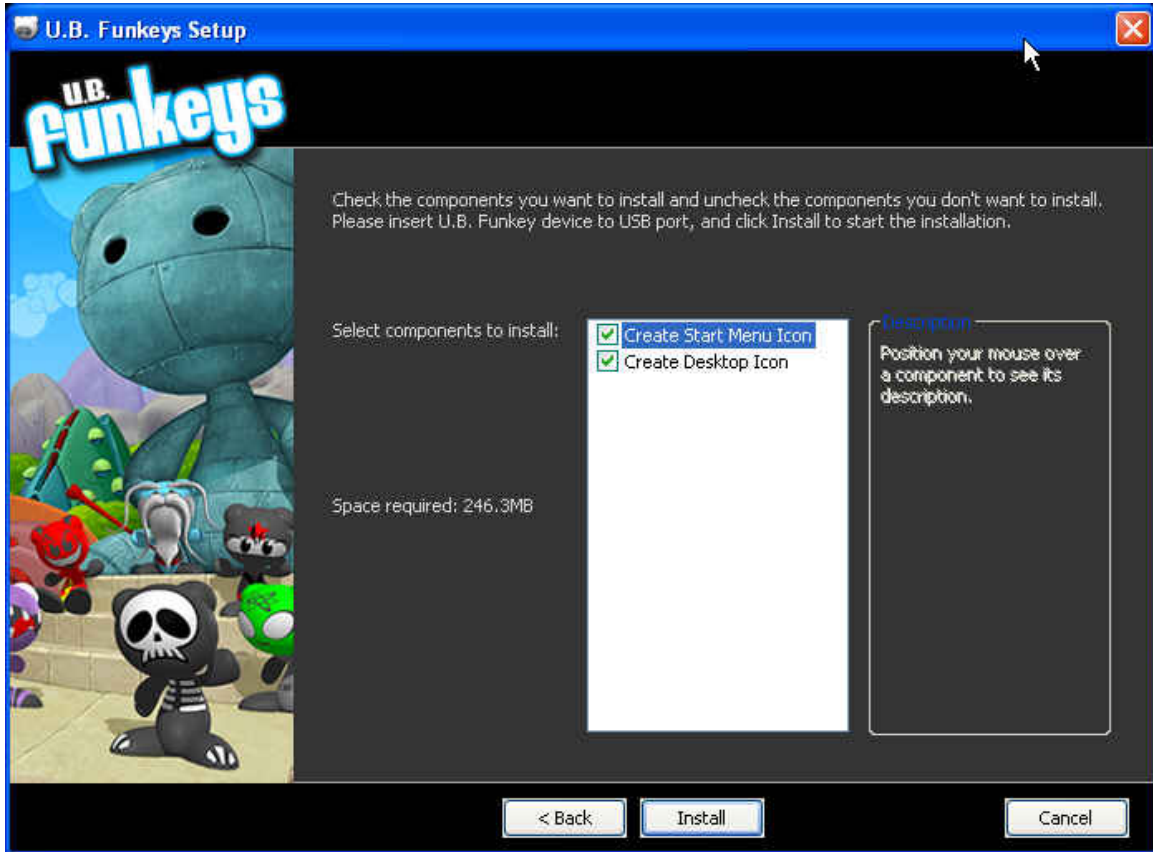 U.B. Funkeys Setup
U.B.
funkeys
Check the components you want to install and uncheck the components you don't want to install.
Please insert U.B. Funkey device to USB port, and click Install to start the installation.
Select components to install:
Create Start Menu Icon
Create Desktop Icon
Description
Position your mouse over
a component to see its
description.
Space required: 246.3MB
< Back
Install
Cancel